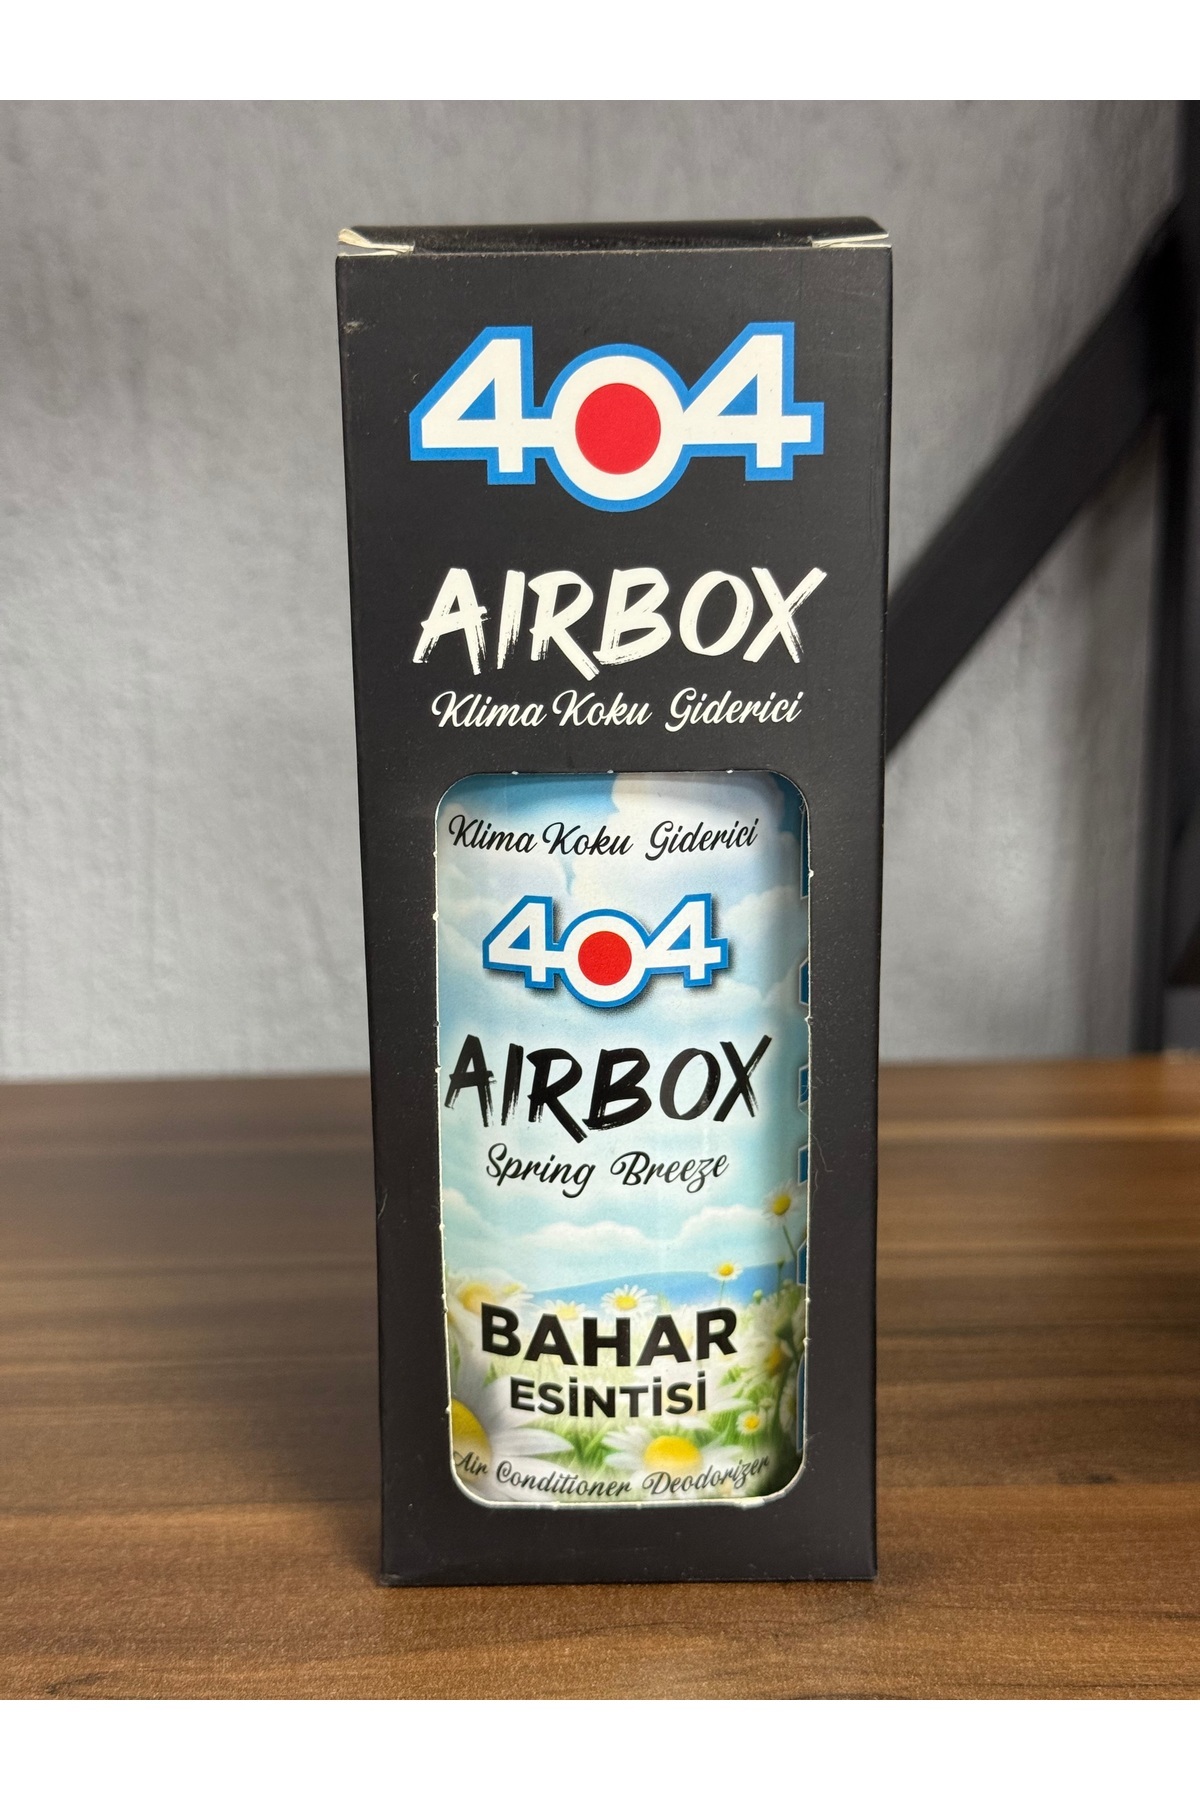 404
AIRBOX
Klima Koku Giderici
Klima Koku Giderici
404
AIRBOX
Spring Breeze
BAHAR
ESİNTİSİ
Air Conditioner Deodorizer